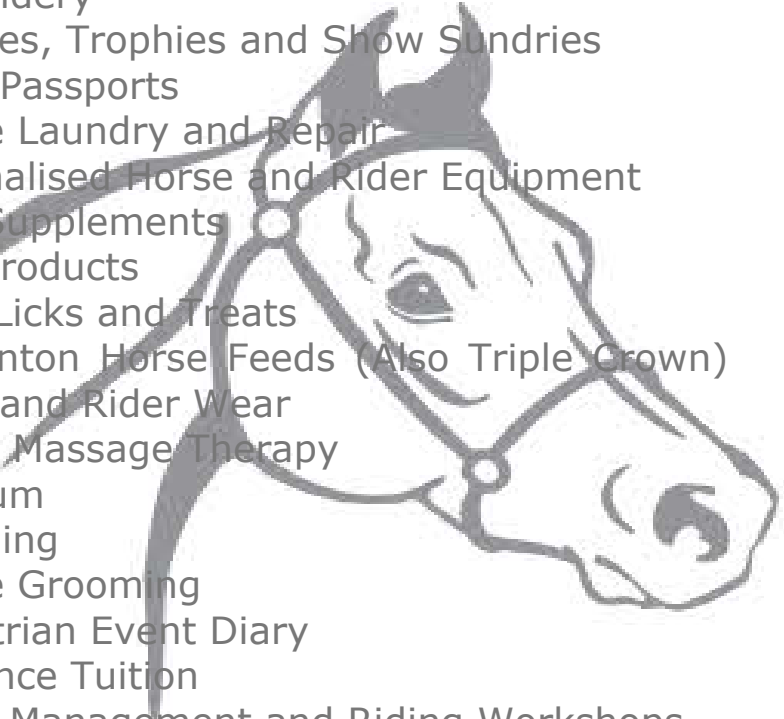 es, Trophies and Show Sundries
Passports
e Laundry and Repair
nalised Horse and Rider Equipment
Supplements
roducts
Licks and Treats
nton Horse Feeds (Also Triple Crown)
and Rider Wear
Massage Therapy
um
ing
e Grooming
trian Event Diary
nce Tuition
Management and Riding Workshops